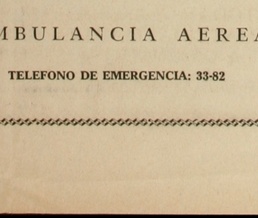 MBULANCIA AEREA
TELEFONO DE EMERGENCIA: 33-82